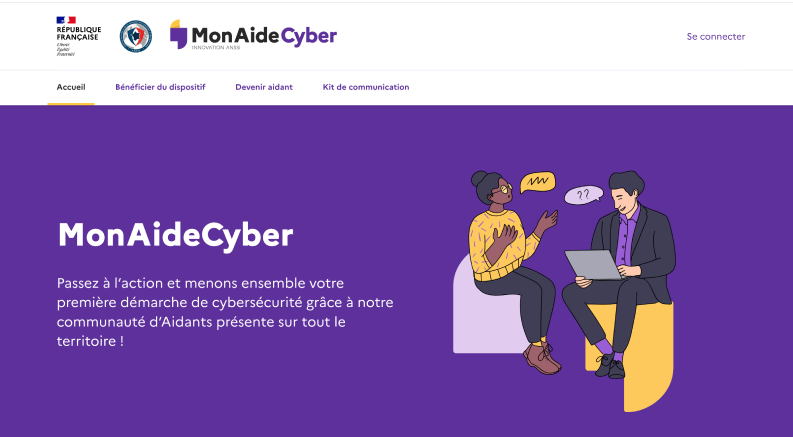 RÉPUBLIQUE
FRANÇAISE
Liberté
Égalité
Fraternité
MonAideCyber
INNOVATION ANSSI
Se connecter
Accueil
Bénéficier du dispositif
Devenir aidant
Kit de communication
MonAideCyber
Passez à l’action et menons ensemble votre
première démarche de cybersécurité grâce à notre
communauté d’Aidants présente sur tout le
territoire !
??